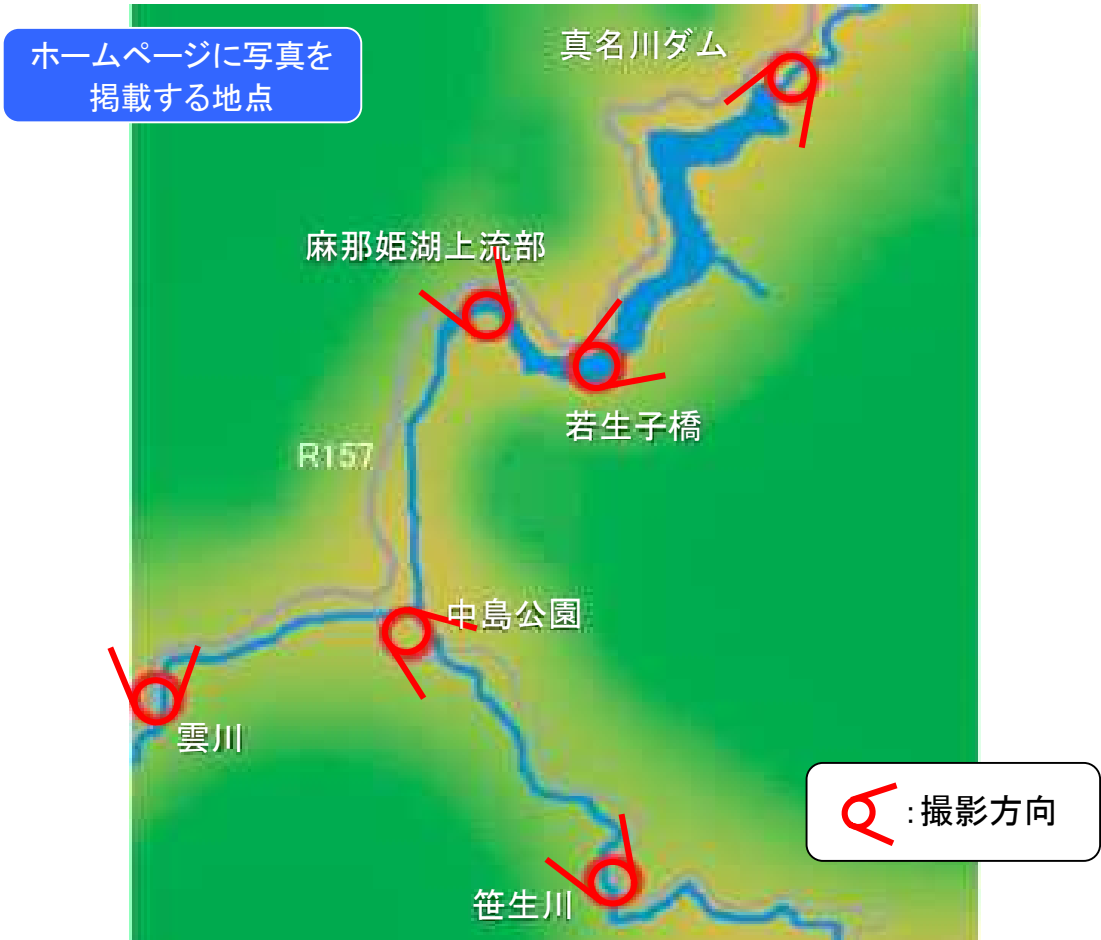 ホームページに写真を
掲載する地点
真名川ダム
麻那姫湖上流部
若生子橋
R157
中島公園
雲川
笹生川
:撮影方向